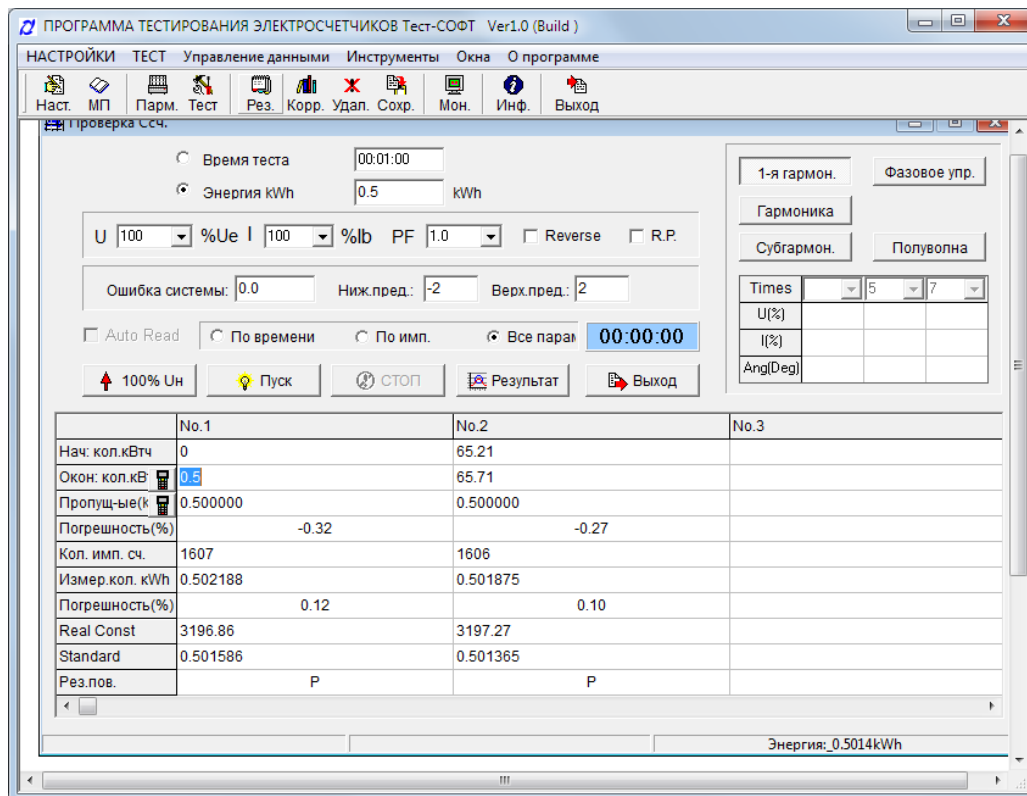 ПРОГРАММА ТЕСТИРОВАНИЯ ЭЛЕКТРОСЧЕТЧИКОВ Тест-СОФТ Ver1.0 (Build )
НАСТРОЙКИ ТЕСТ Управление данными Инструменты Окна О программе
Наст. МП Парм. Тест Рез. Корр. Удал. Сохр. Мон. Инф. Выход
Проверка Ссч.
Время теста 00:01:00
Энергия kWh 0.5 kWh
U 100 %Ue I 100 %Ib PF 1.0 Reverse R.P.
Ошибка системы: 0.0 Ниж.пред.: -2 Верх.пред.: 2
Auto Read По времени По имп. Все парам 00:00:00
100% Uн Пуск СТОП Результат Выход
1-я гармон. Фазовое упр.
Гармоника
Субгармон. Полуволна
Times 5 7
U(%)
I(%)
Ang(Deg)
No.1 No.2 No.3
Нач: кол.кВтч 0 65.21
Окон: кол.кВ 0.5 65.71
Пропущ-ые(k 0.500000 0.500000
Погрешность(%) -0.32 -0.27
Кол. имп. сч. 1607 1606
Измер.кол. kWh 0.502188 0.501875
Погрешность(%) 0.12 0.10
Real Const 3196.86 3197.27
Standard 0.501586 0.501365
Рез.пов. P P
Энергия:_0.5014kWh